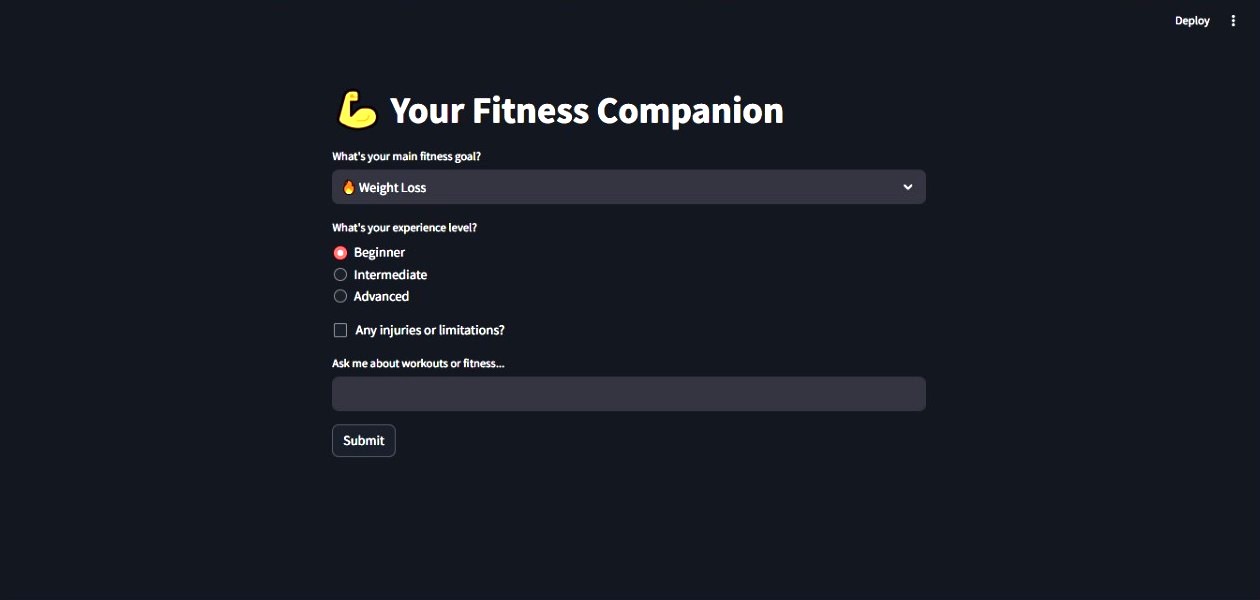 Deploy
💪 Your Fitness Companion
What's your main fitness goal?
🔥 Weight Loss
What's your experience level?
Beginner
Intermediate
Advanced
Any injuries or limitations?
Ask me about workouts or fitness...
Submit